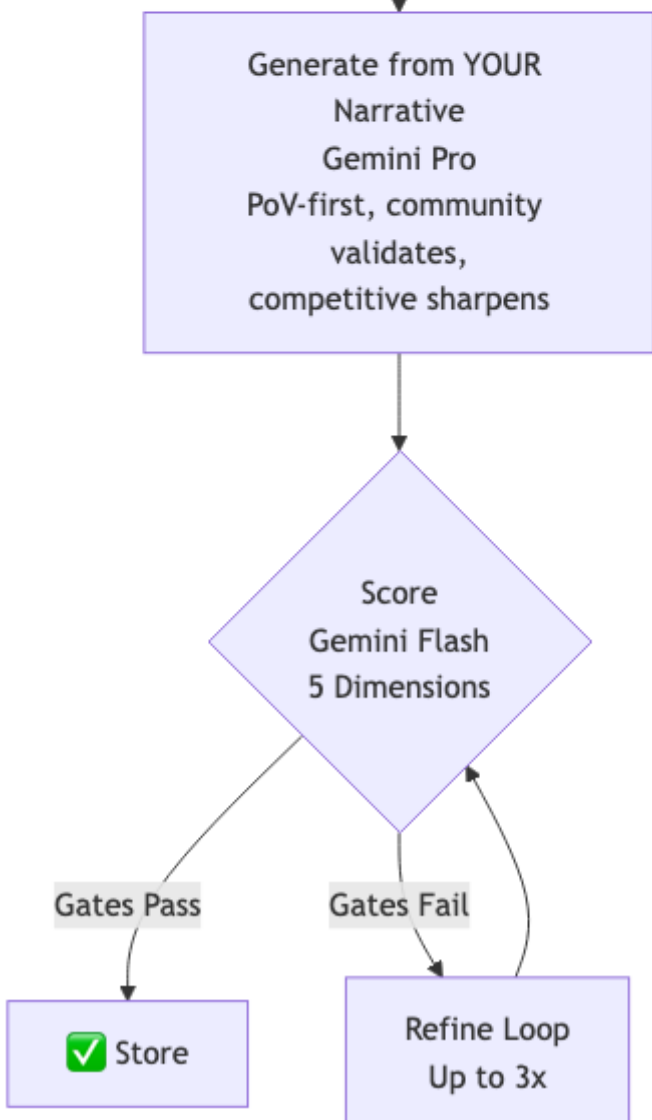 Generate from YOUR
Narrative
Gemini Pro
PoV-first, community
validates,
competitive sharpens
Score
Gemini Flash
5 Dimensions
Gates Pass
Gates Fail
✅ Store
Refine Loop
Up to 3x